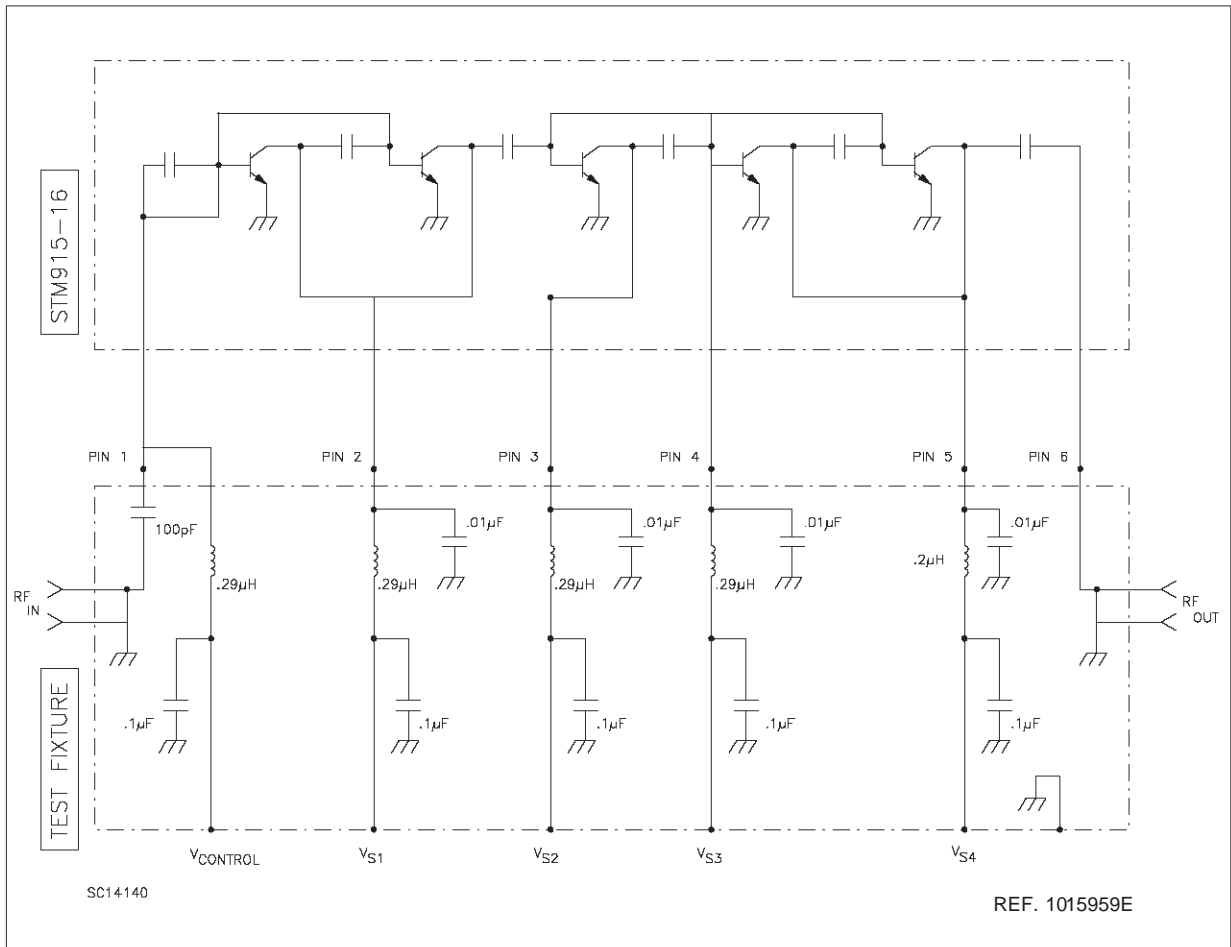 STM915-16
PIN 1
PIN 2
PIN 3
PIN 4
PIN 5
PIN 6
100pF
.01µF
.01µF
.01µF
.01µF
.29µH
.29µH
.29µH
.29µH
.2µH
RF
IN
RF
OUT
TEST FIXTURE
.1µF
.1µF
.1µF
.1µF
.1µF
VCONTROL
VS1
VS2
VS3
VS4
SC14140
REF. 1015959E